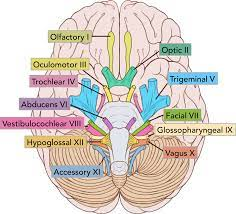 Olfactory I
Optic II
Oculomotor III
Trochlear IV
Trigeminal V
Abducens VI
Facial VII
Vestibulocochlear VIII
Glossopharyngeal IX
Hypoglossal XII
Vagus X
Accessory XI